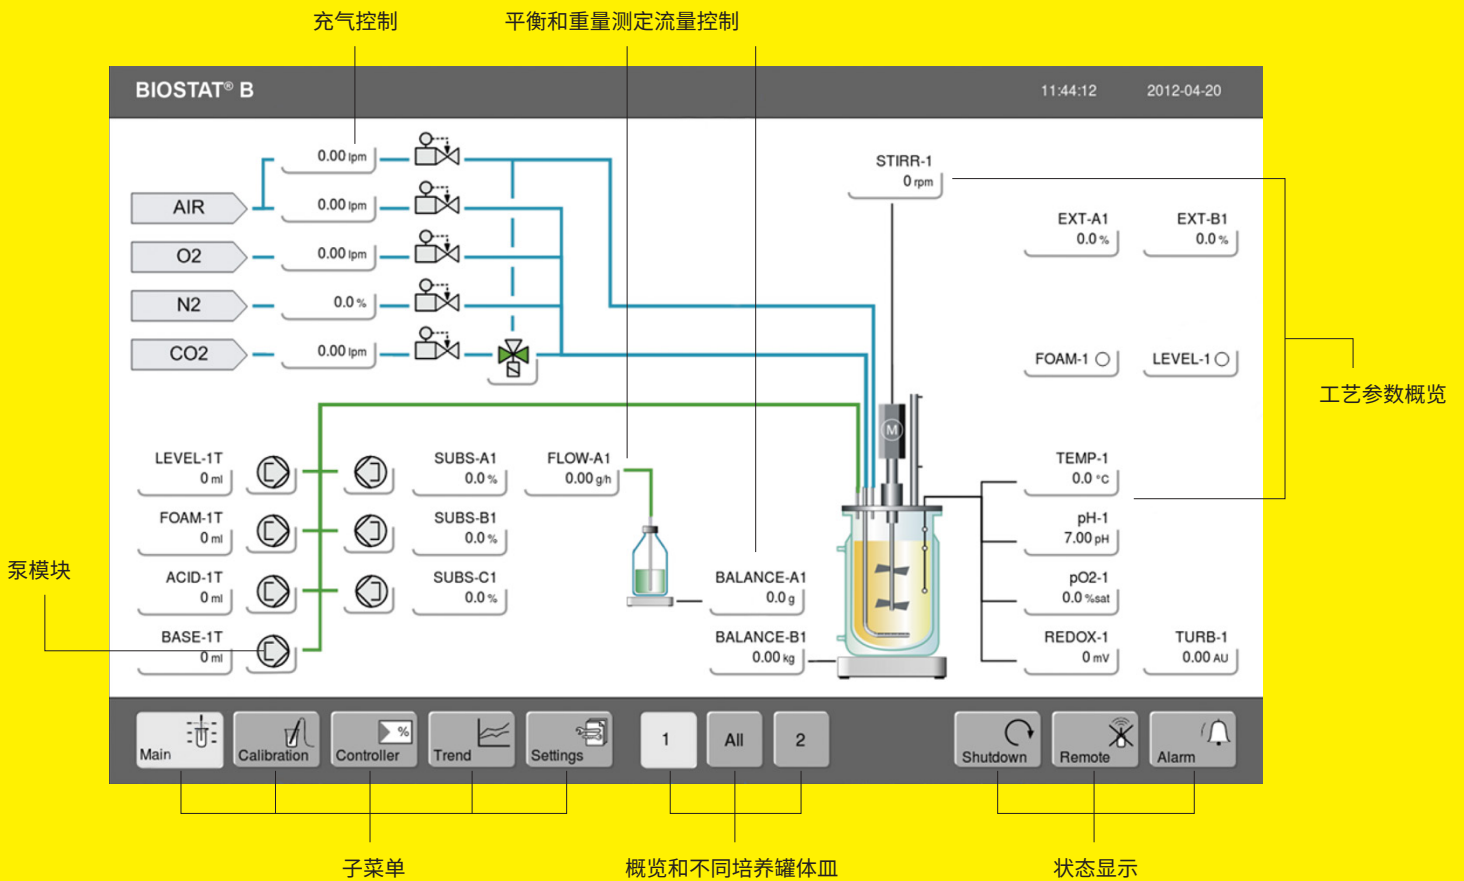 充气控制
平衡和重量测定流量控制
BIOSTAT® B
11:44:12
2012-04-20
0.00 lpm
STIRR-1
0 rpm
AIR
0.00 lpm
EXT-A1
0.0 %
EXT-B1
0.0 %
O2
0.00 lpm
N2
0.0 %
CO2
0.00 lpm
FOAM-1
LEVEL-1
工艺参数概览
M
LEVEL-1T
0 ml
SUBS-A1
0.0 %
FLOW-A1
0.00 g/h
TEMP-1
0.0 °C
FOAM-1T
0 ml
SUBS-B1
0.0 %
pH-1
7.00 pH
泵模块
ACID-1T
0 ml
SUBS-C1
0.0 %
BALANCE-A1
0.0 g
pO2-1
0.0 %sat
BASE-1T
0 ml
BALANCE-B1
0.00 kg
REDOX-1
0 mV
TURB-1
0.00 AU
Main
Calibration
%
Controller
Trend
Settings
1
All
2
Shutdown
Remote
Alarm
子菜单
概览和不同培养罐体皿
状态显示